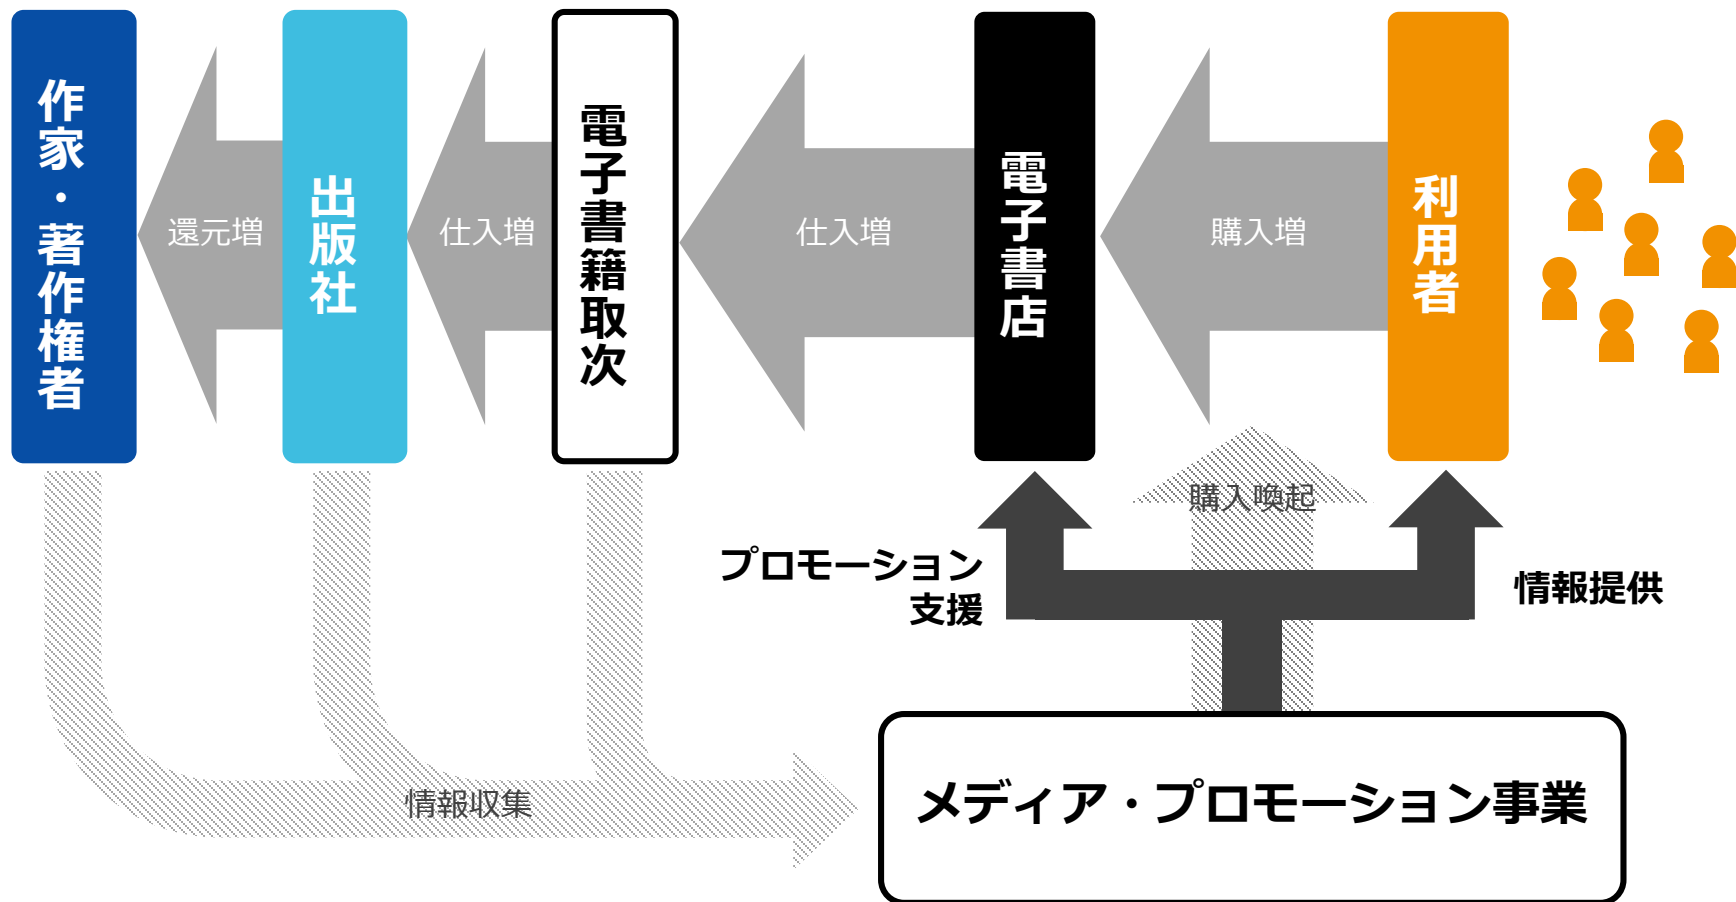 作家・著作権者
還元増
出版社
仕入増
電子書籍取次
仕入増
電子書店
購入増
利用者
購入喚起
プロモーション
支援
情報提供
情報収集
メディア・プロモーション事業